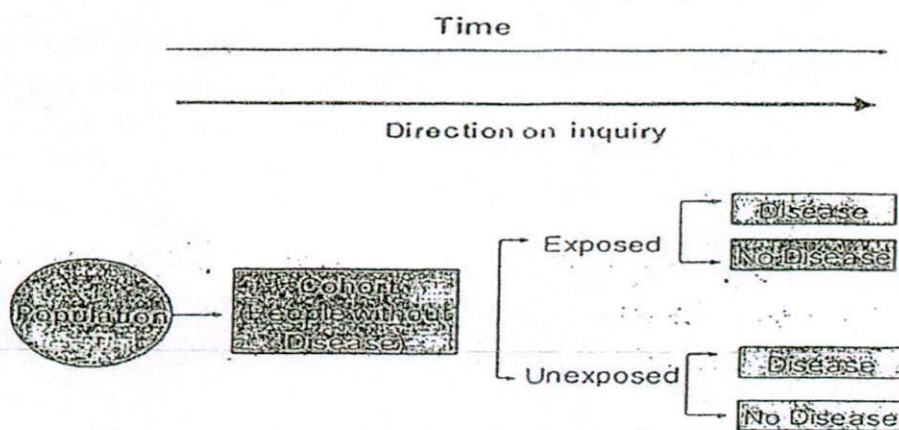 Time
Direction on inquiry
Population
Cohort
(People without
Disease)
Exposed
Disease
No Disease
Unexposed
Disease
No Disease